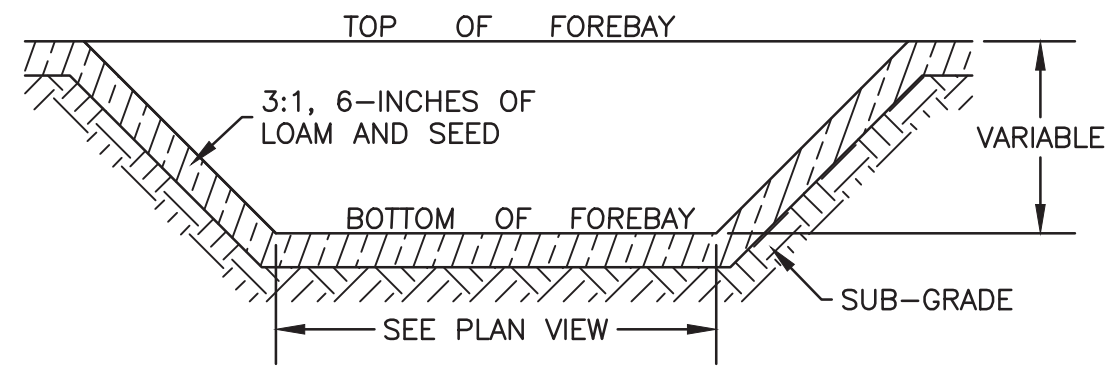 TOP OF FOREBAY
3:1, 6-INCHES OF
LOAM AND SEED
VARIABLE
BOTTOM OF FOREBAY
SUB-GRADE
SEE PLAN VIEW